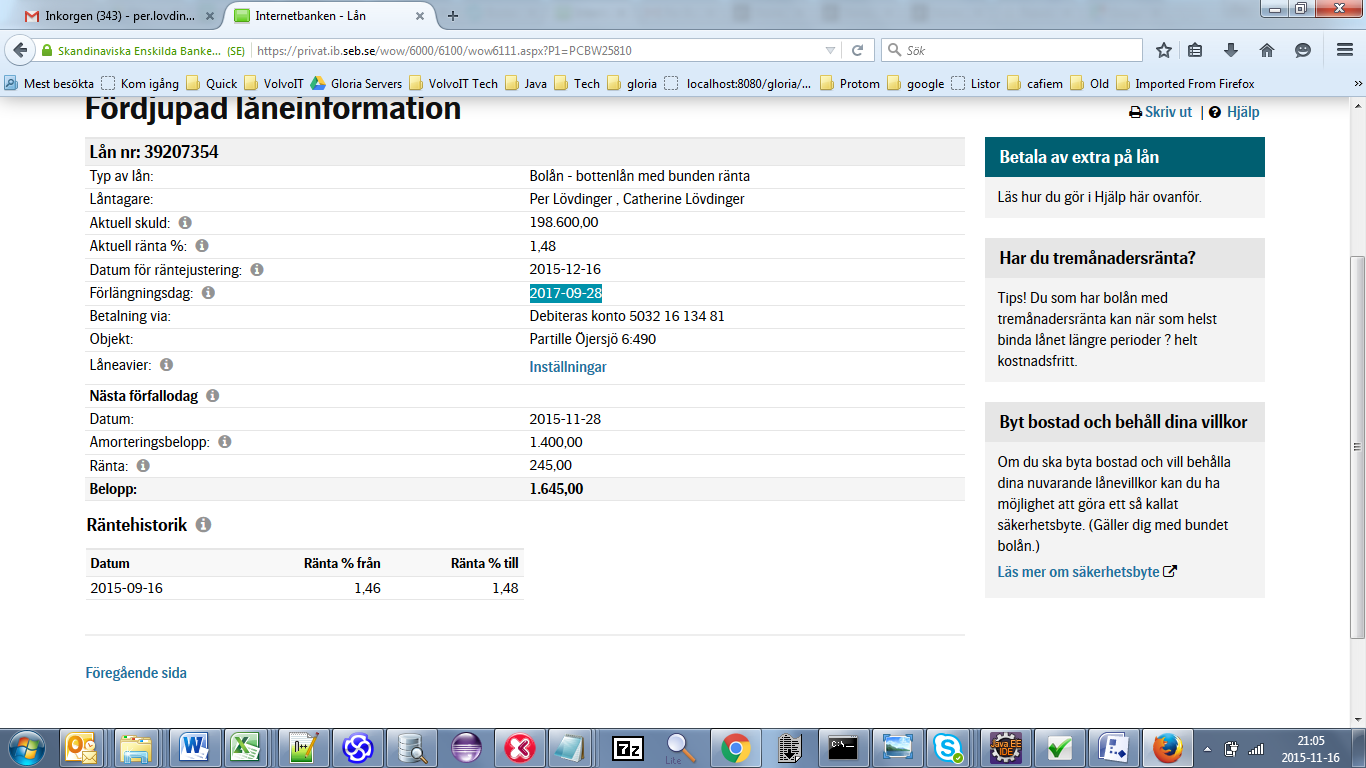 Inkorgen (343) - per.lovdin...
Internetbanken - Lån
Skandinaviska Enskilda Banke... (SE)
https://privat.ib.seb.se/wow/6000/6100/wow6111.aspx?P1=PCBW25810
Sök
Mest besökta Kom igång Quick VolvoIT Gloria Servers VolvoIT Tech Java Tech gloria localhost:8080/gloria/... Protom google Listor cafiem Old Imported From Firefox
Fördjupad låneinformation
Skriv ut | Hjälp
Lån nr: 39207354
Typ av lån: Bolån - bottenlån med bunden ränta
Låntagare: Per Lövdinger , Catherine Lövdinger
Aktuell skuld: 198.600,00
Aktuell ränta %: 1,48
Datum för räntejustering: 2015-12-16
Förlängningsdag: 2017-09-28
Betalning via: Debiteras konto 5032 16 134 81
Objekt: Partille Öjersjö 6:490
Låneavier: Inställningar
Nästa förfallodag
Datum: 2015-11-28
Amorteringsbelopp: 1.400,00
Ränta: 245,00
Belopp: 1.645,00
Räntehistorik
Datum Ränta % från Ränta % till
2015-09-16 1,46 1,48
Föregående sida
Betala av extra på lån
Läs hur du gör i Hjälp här ovanför.
Har du tremånadersränta?
Tips! Du som har bolån med
tremånadersränta kan när som helst
binda lånet längre perioder ? helt
kostnadsfritt.
Byt bostad och behåll dina villkor
Om du ska byta bostad och vill behålla
dina nuvarande lånevillkor kan du ha
möjlighet att göra ett så kallat
säkerhetsbyte. (Gäller dig med bundet
bolån.)
Läs mer om säkerhetsbyte
7z
Lite
C:\.
Java EE
IDE
21:05
2015-11-16